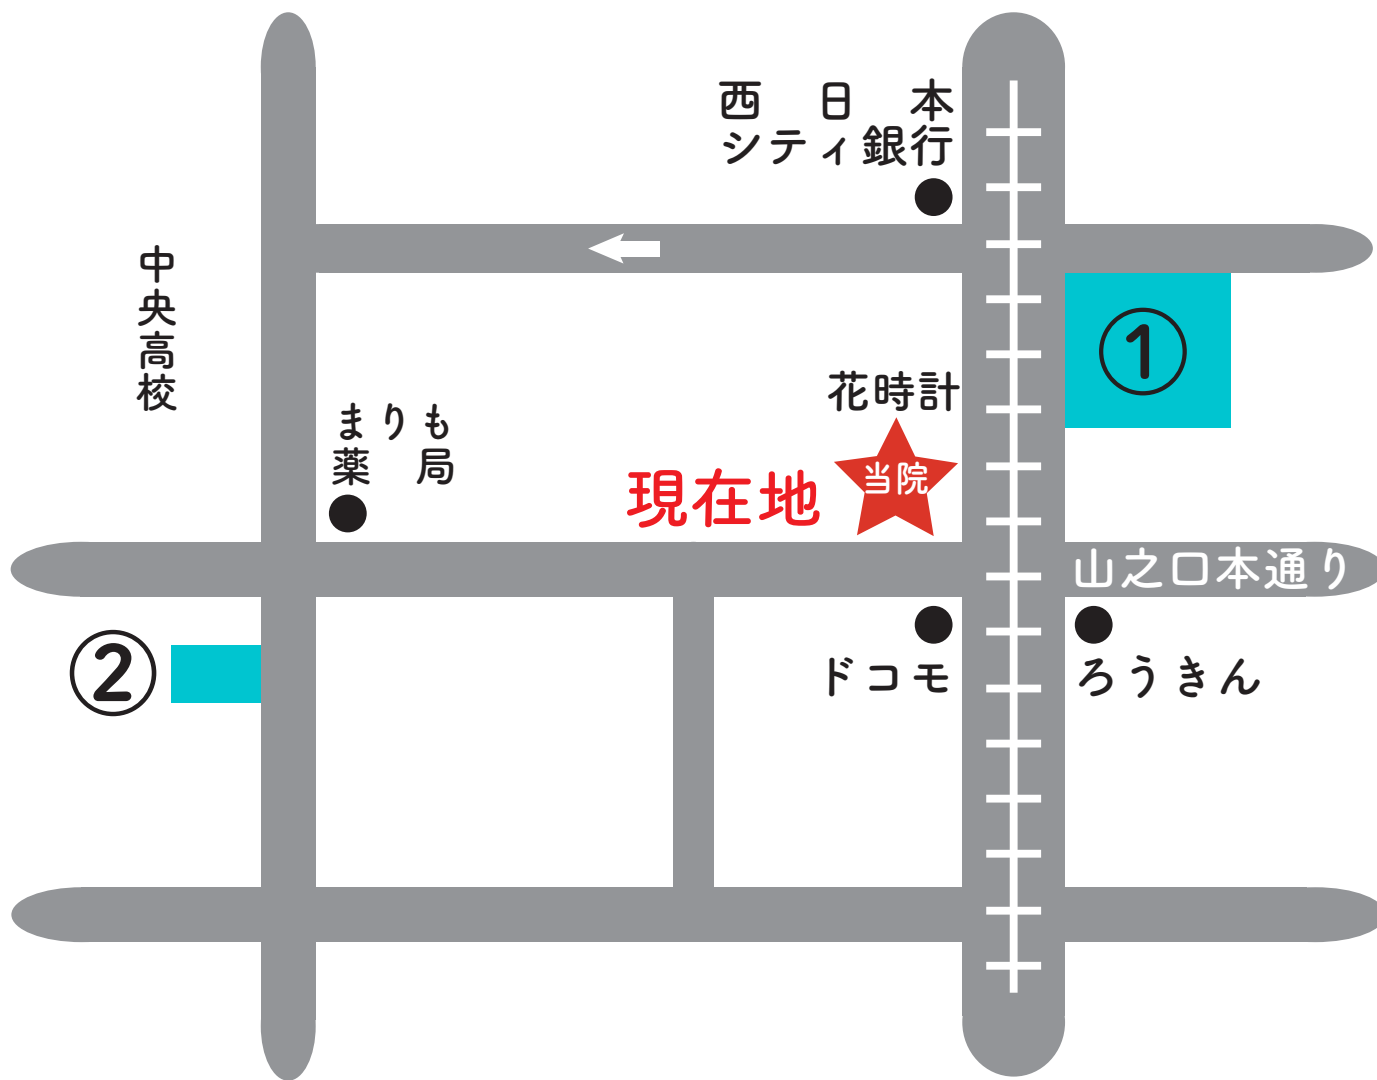 西日本
シティ銀行
中央高校
①
花時計
まりも
薬局
現在地
当院
山之口本通り
②
ドコモ
ろうきん